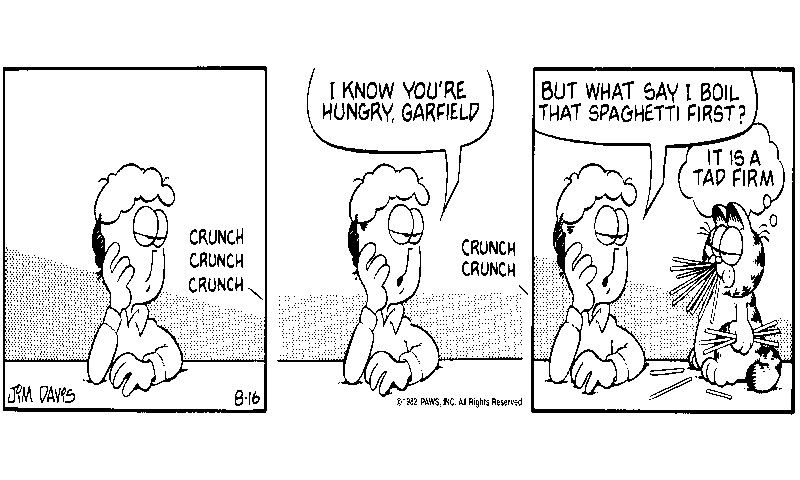 CRUNCH
CRUNCH
CRUNCH
JIM DAVIS
8-16
I KNOW YOU'RE
HUNGRY, GARFIELD
CRUNCH
CRUNCH
©1982 PAWS, INC. All Rights Reserved
BUT WHAT SAY I BOIL
THAT SPAGHETTI FIRST?
IT IS A
TAD FIRM